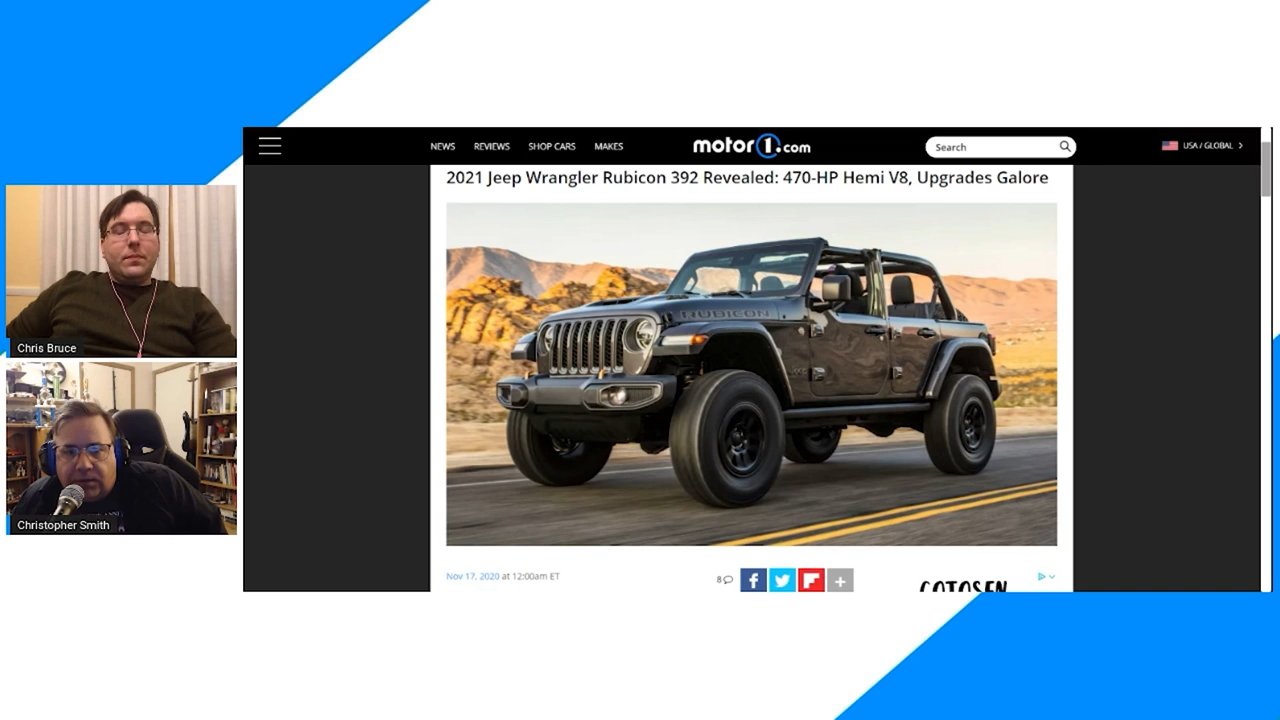 NEWS
REVIEWS
SHOP CARS
MAKES
motor1.com
Search
USA / GLOBAL
2021 Jeep Wrangler Rubicon 392 Revealed: 470-HP Hemi V8, Upgrades Galore
RUBICON
Chris Bruce
Christopher Smith
Nov 17, 2020 at 12:00am ET
8